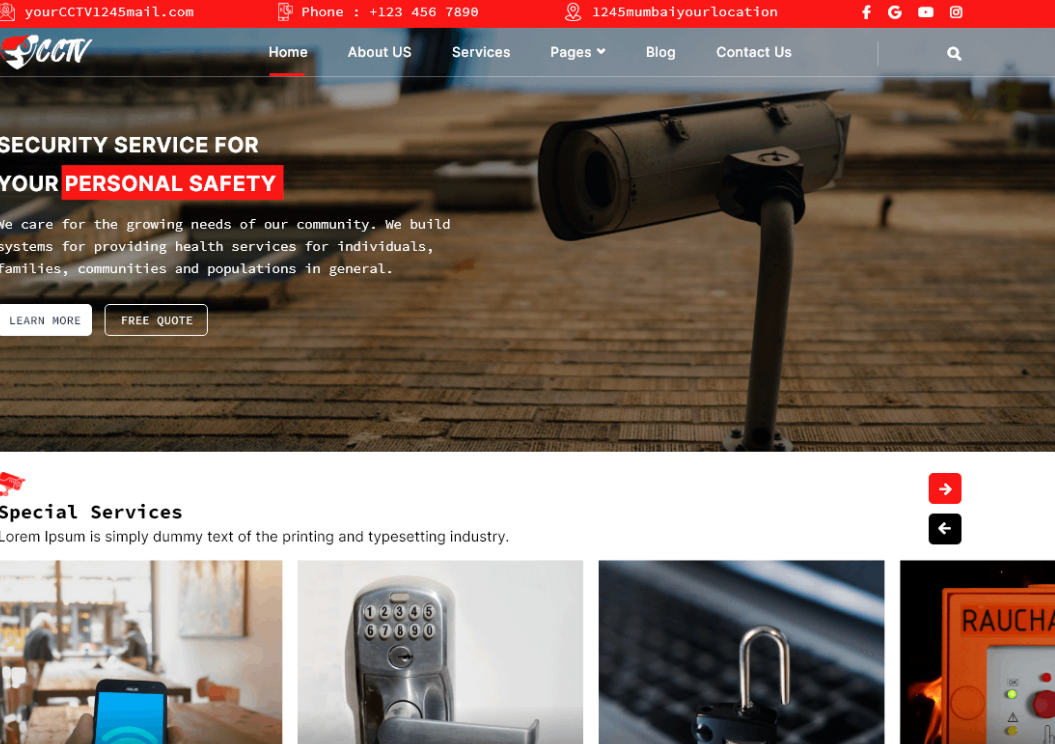 yourCCTV1245mail.com
Phone : +123 456 7890
1245mumbaiyourlocation
CCTV
Home About US Services Pages Blog Contact Us
SECURITY SERVICE FOR
YOUR PERSONAL SAFETY
We care for the growing needs of our community. We build
systems for providing health services for individuals,
families, communities and populations in general.
LEARN MORE FREE QUOTE
Special Services
Lorem Ipsum is simply dummy text of the printing and typesetting industry.
1 2 3 4 5
6 7 8 9 0
ASUS
RAUCHA
OK